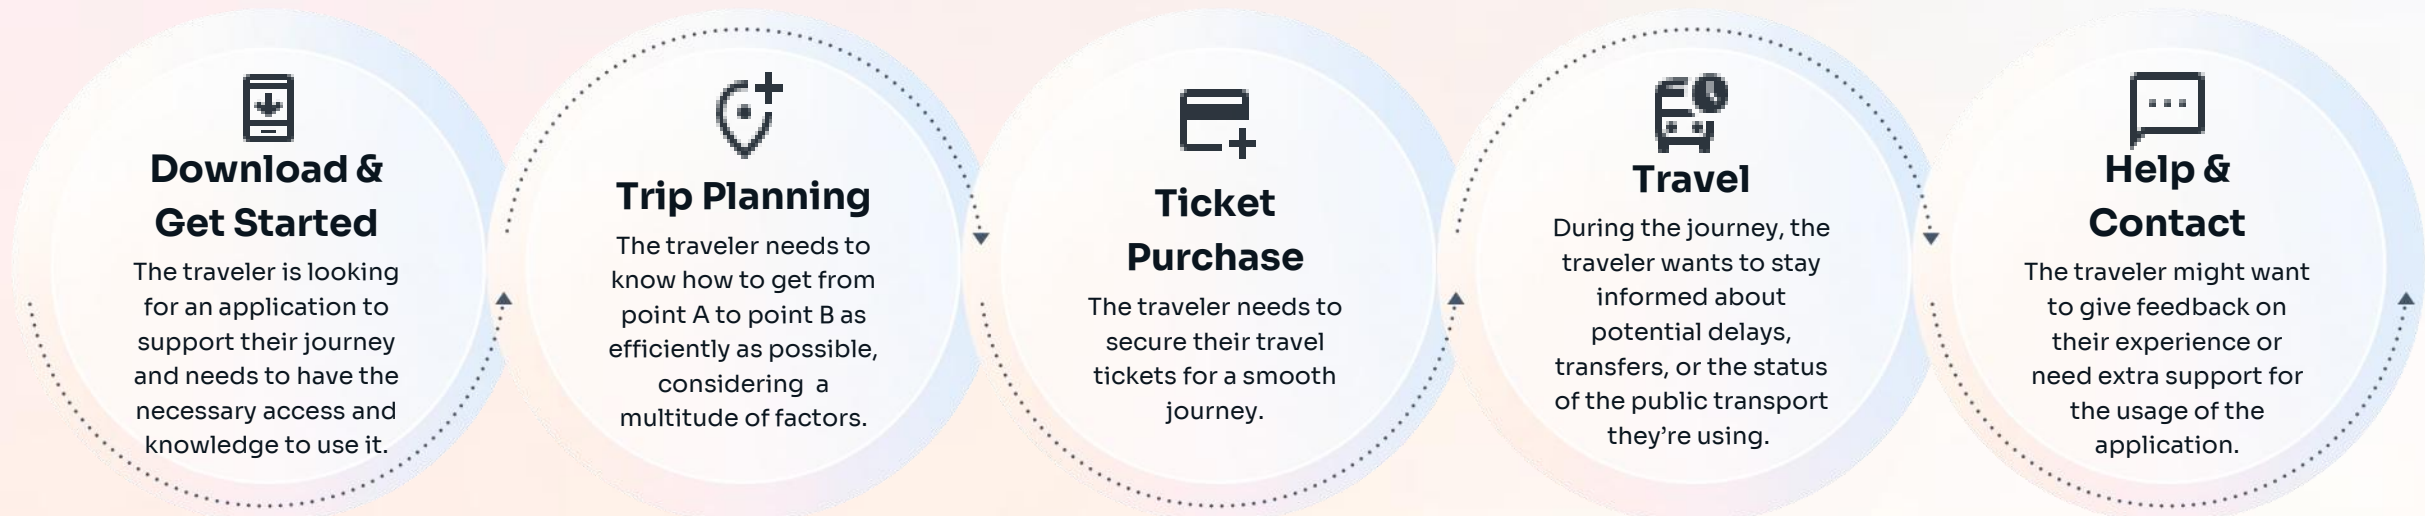 Download &
Get Started
The traveler is looking
for an application to
support their journey
and needs to have the
necessary access and
knowledge to use it.
Trip Planning
The traveler needs to
know how to get from
point A to point B as
efficiently as possible,
considering  a
multitude of factors.
Ticket
Purchase
The traveler needs to
secure their travel
tickets for a smooth
journey.
Travel
During the journey, the
traveler wants to stay
informed about
potential delays,
transfers, or the status
of the public transport
they’re using.
Help &
Contact
The traveler might want
to give feedback on
their experience or
need extra support for
the usage of the
application.